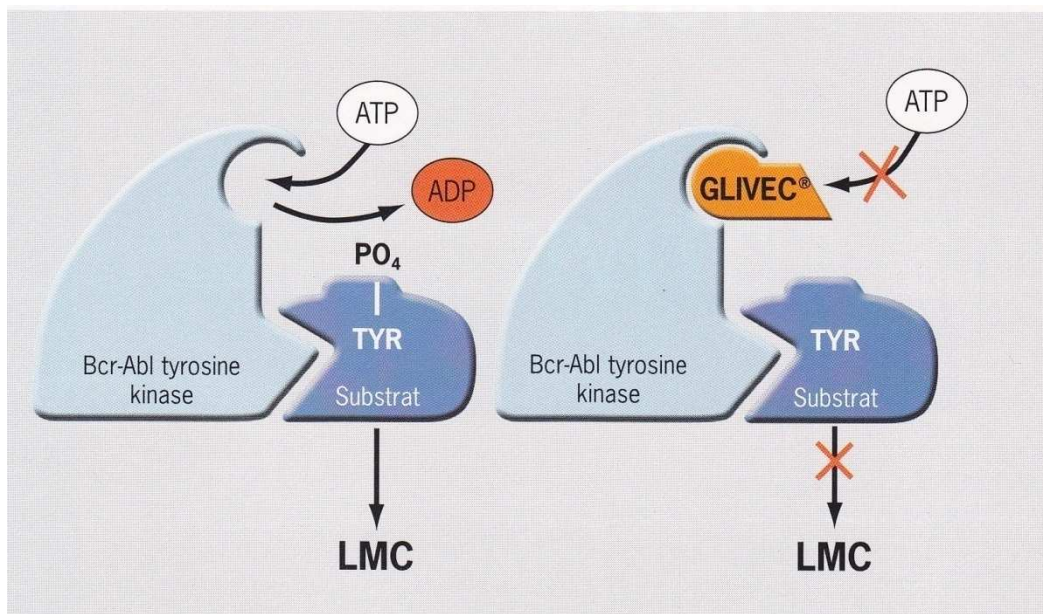 ATP
ADP
PO₄
TYR
Bcr-Abl tyrosine
kinase
Substrat
LMC
ATP
GLIVEC®
TYR
Bcr-Abl tyrosine
kinase
Substrat
LMC